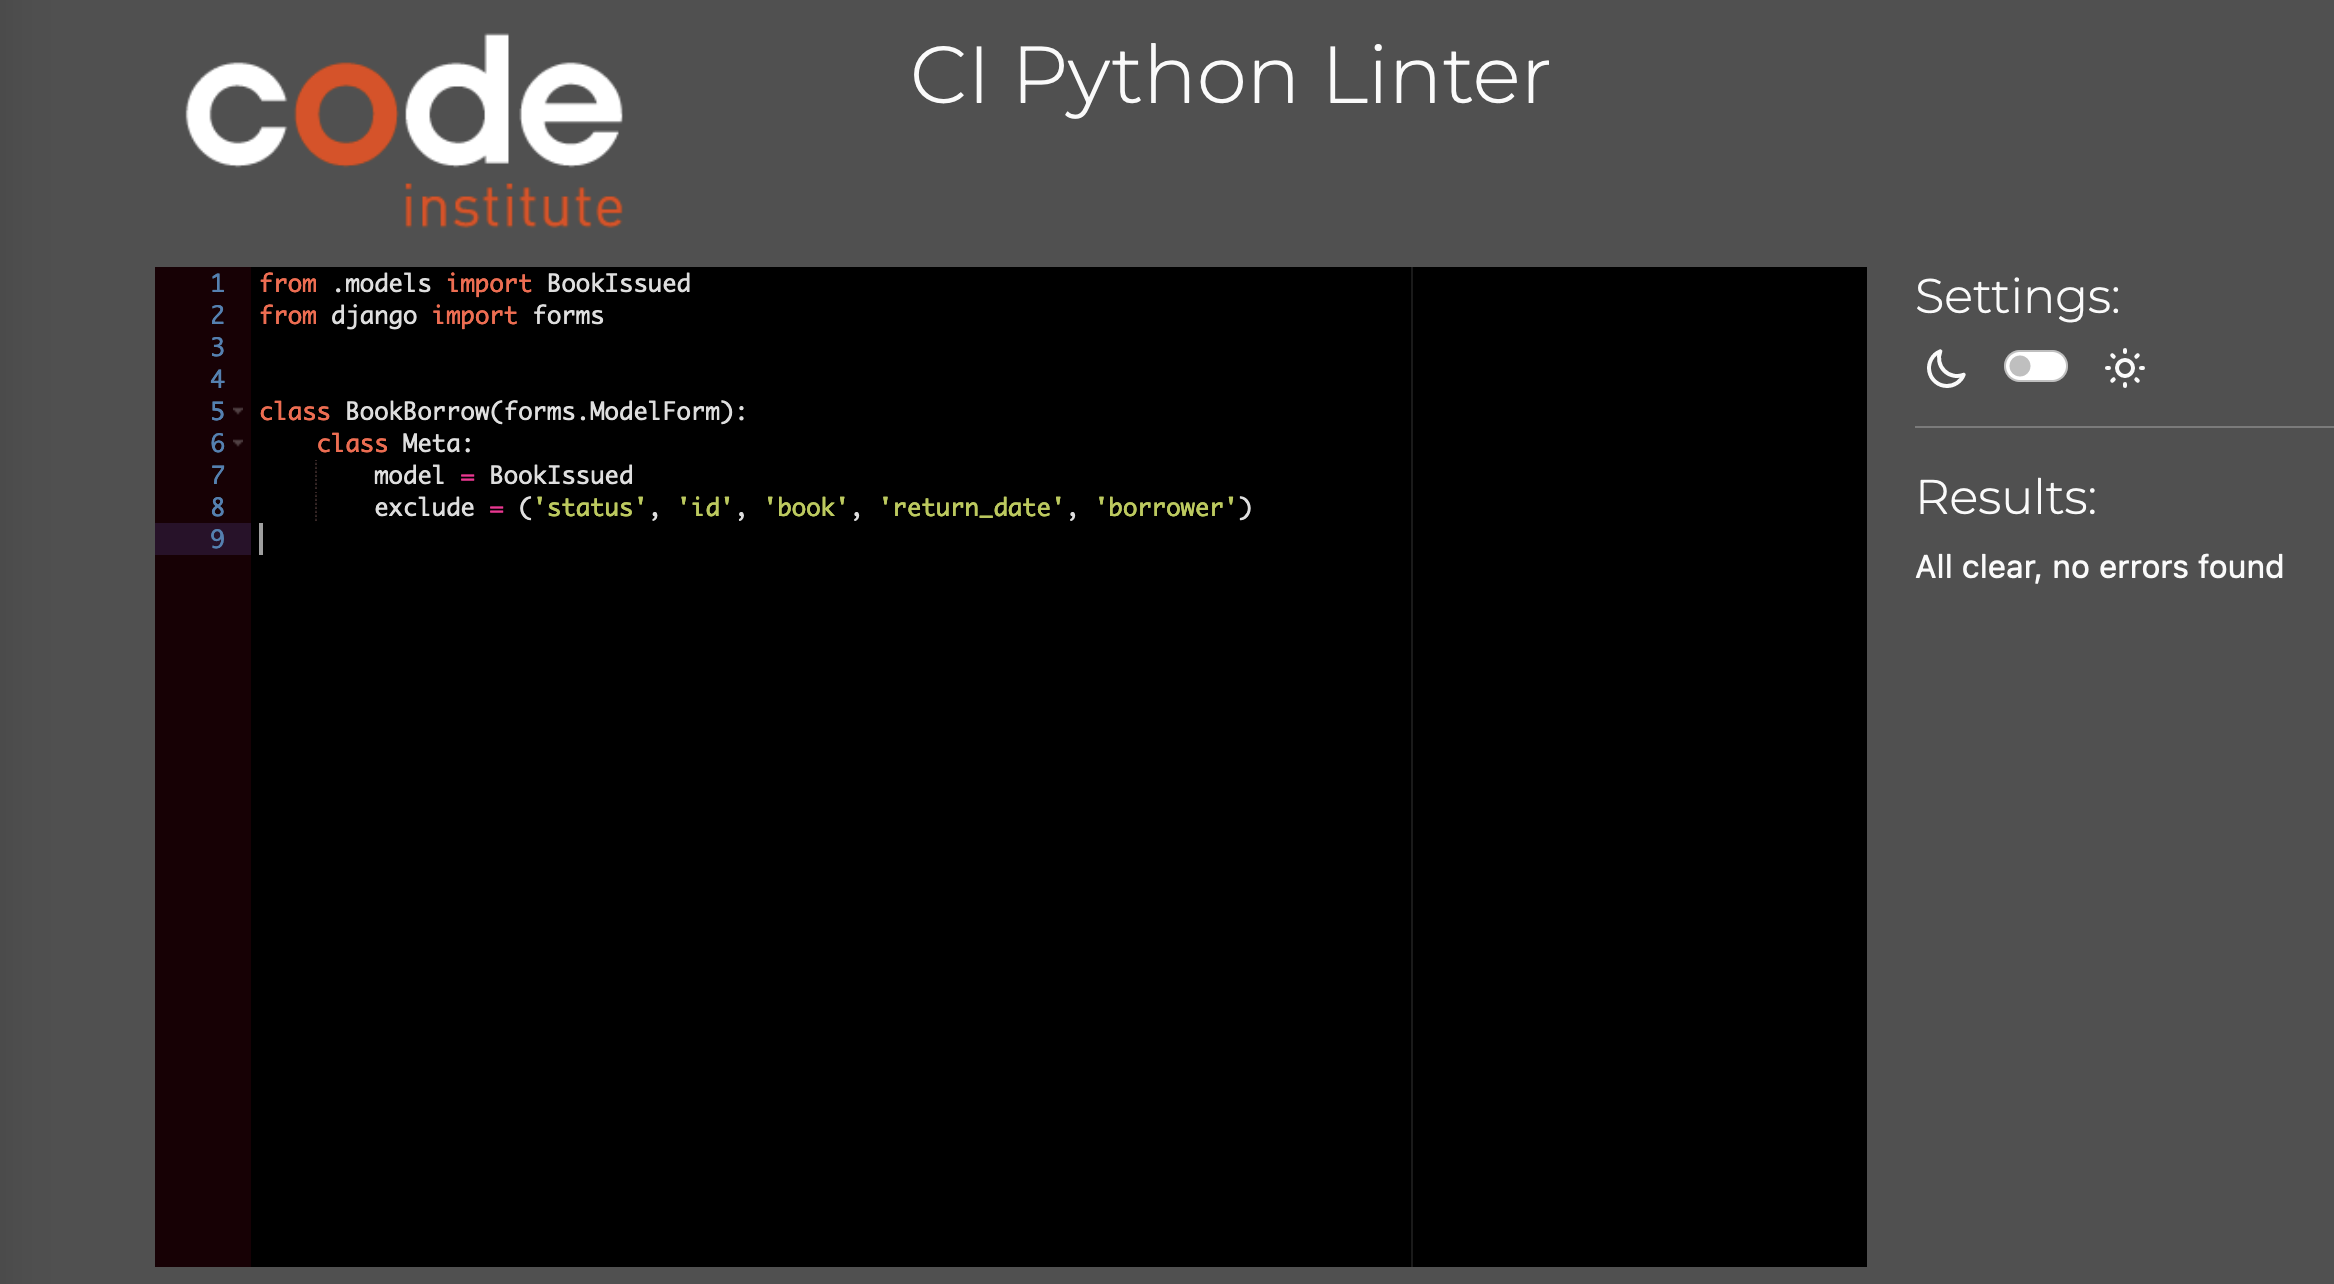 code
institute
CI Python Linter
1 from .models import BookIssued
2 from django import forms
3
4
5 class BookBorrow(forms.ModelForm):
6     class Meta:
7         model = BookIssued
8         exclude = ('status', 'id', 'book', 'return_date', 'borrower')
9
Settings:
Results:
All clear, no errors found